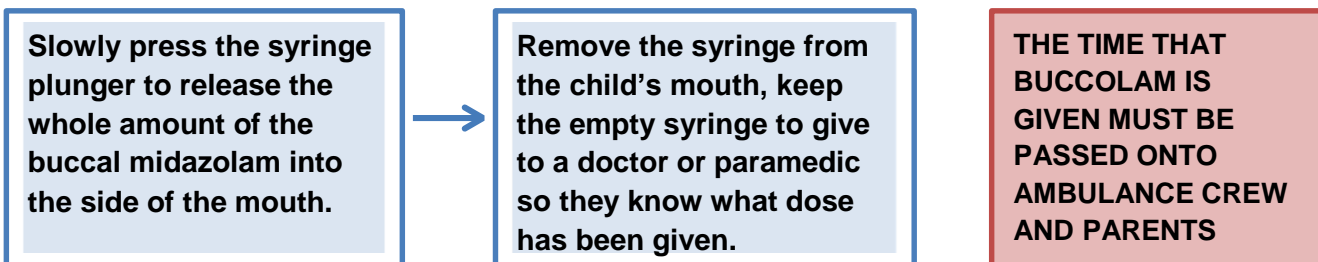 Slowly press the syringe
plunger to release the
whole amount of the
buccal midazolam into
the side of the mouth.
Remove the syringe from
the child’s mouth, keep
the empty syringe to give
to a doctor or paramedic
so they know what dose
has been given.
THE TIME THAT
BUCCOLAM IS
GIVEN MUST BE
PASSED ONTO
AMBULANCE CREW
AND PARENTS